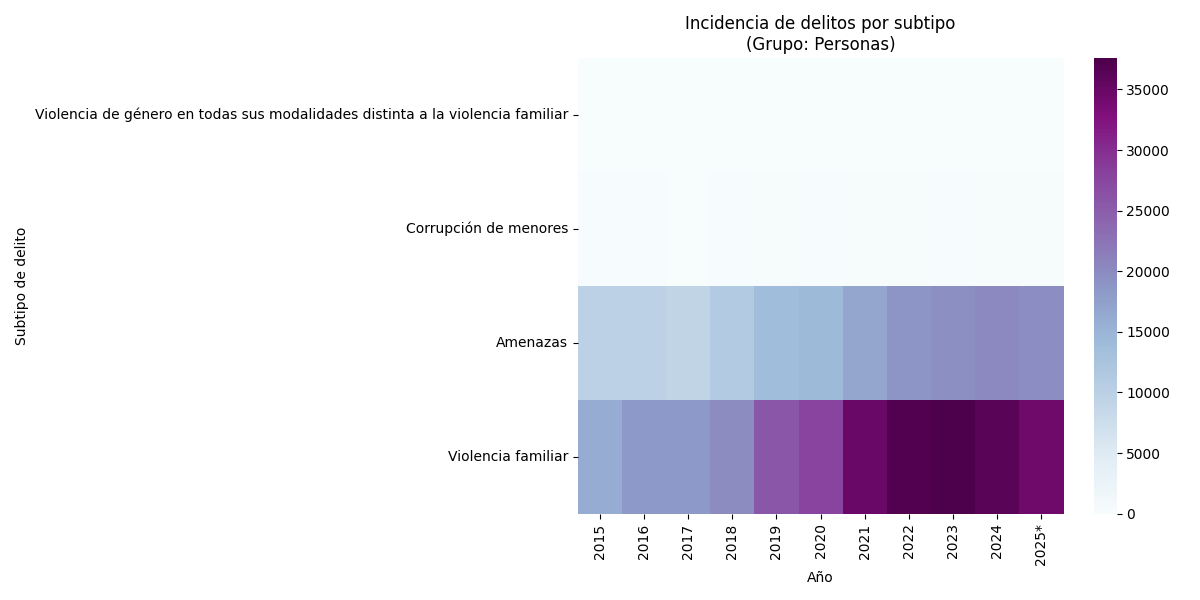 Incidencia de delitos por subtipo
(Grupo: Personas)
Subtipo de delito
Violencia de género en todas sus modalidades distinta a la violencia familiar
Corrupción de menores
Amenazas
Violencia familiar
2015
2016
2017
2018
2019
2020
2021
2022
2023
2024
2025*
Año
35000
30000
25000
20000
15000
10000
5000
0